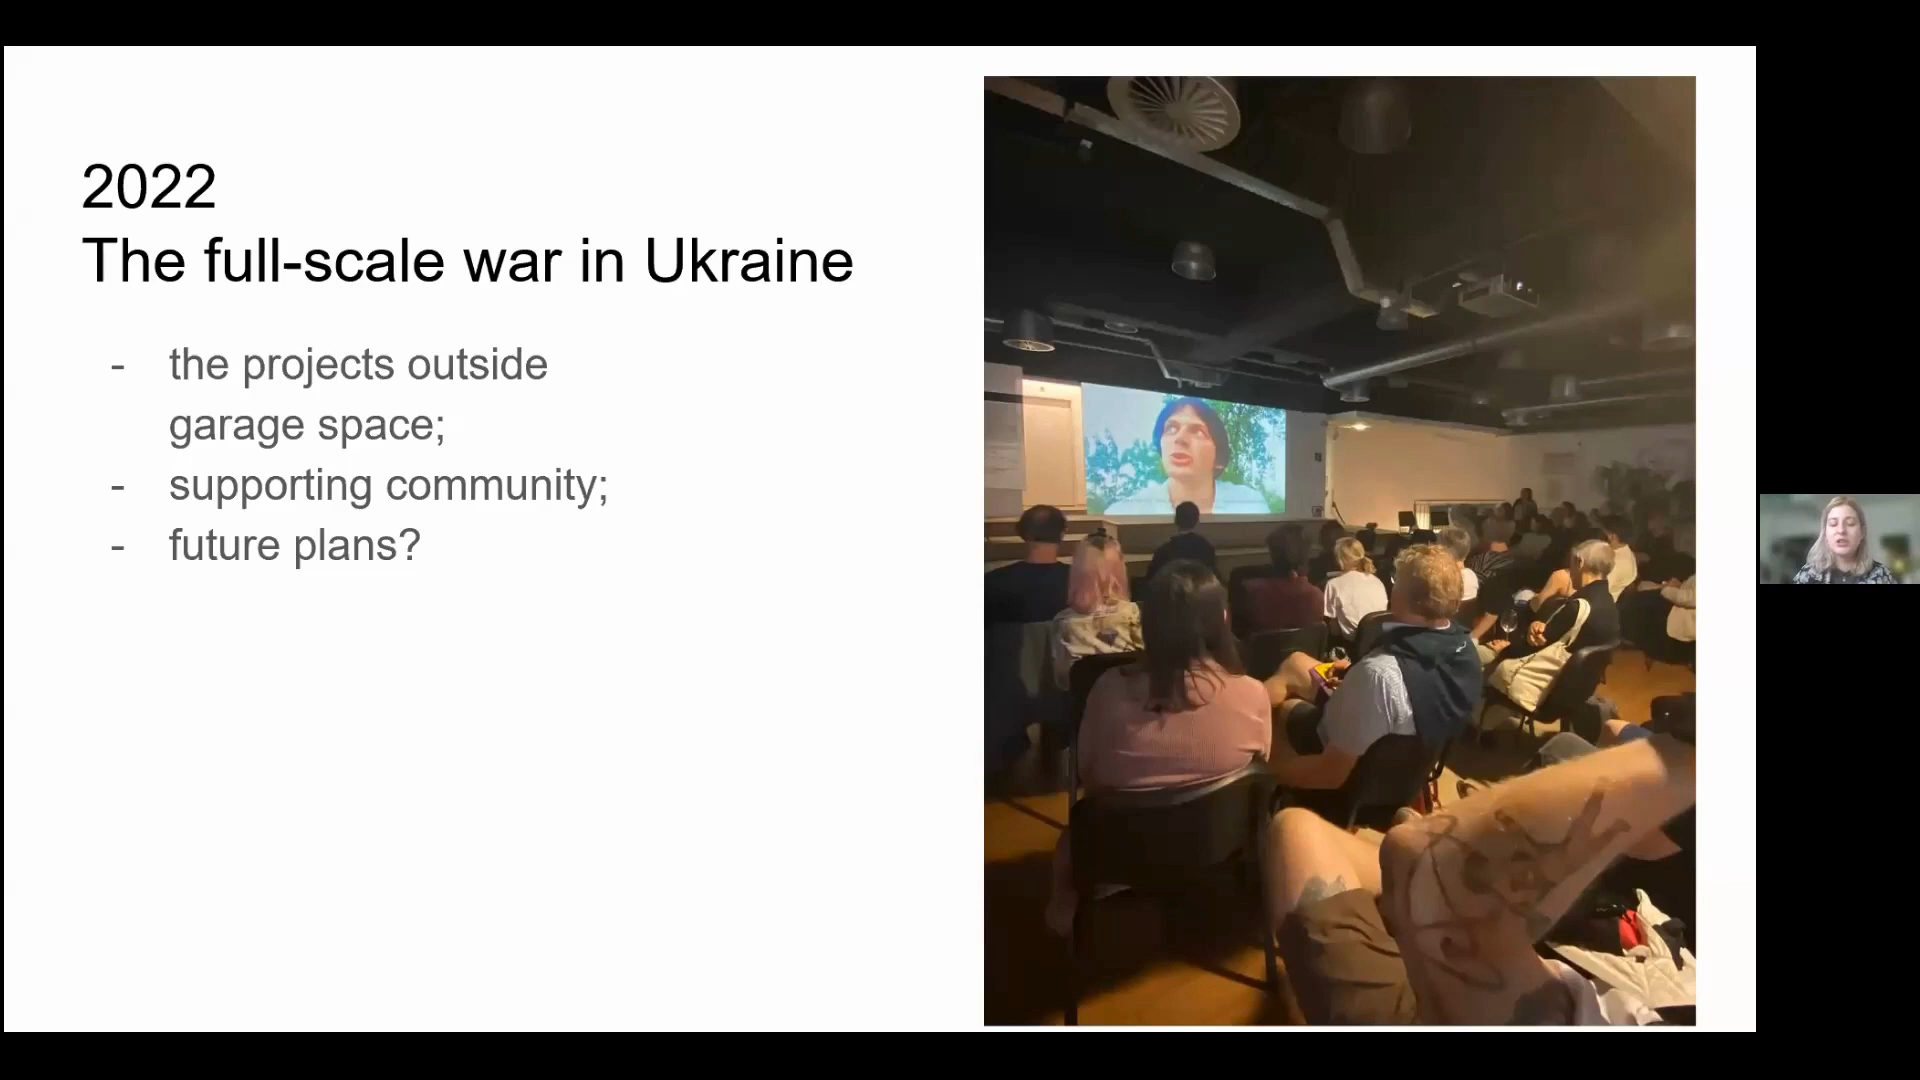 2022
The full-scale war in Ukraine
- the projects outside
garage space;
- supporting community;
- future plans?